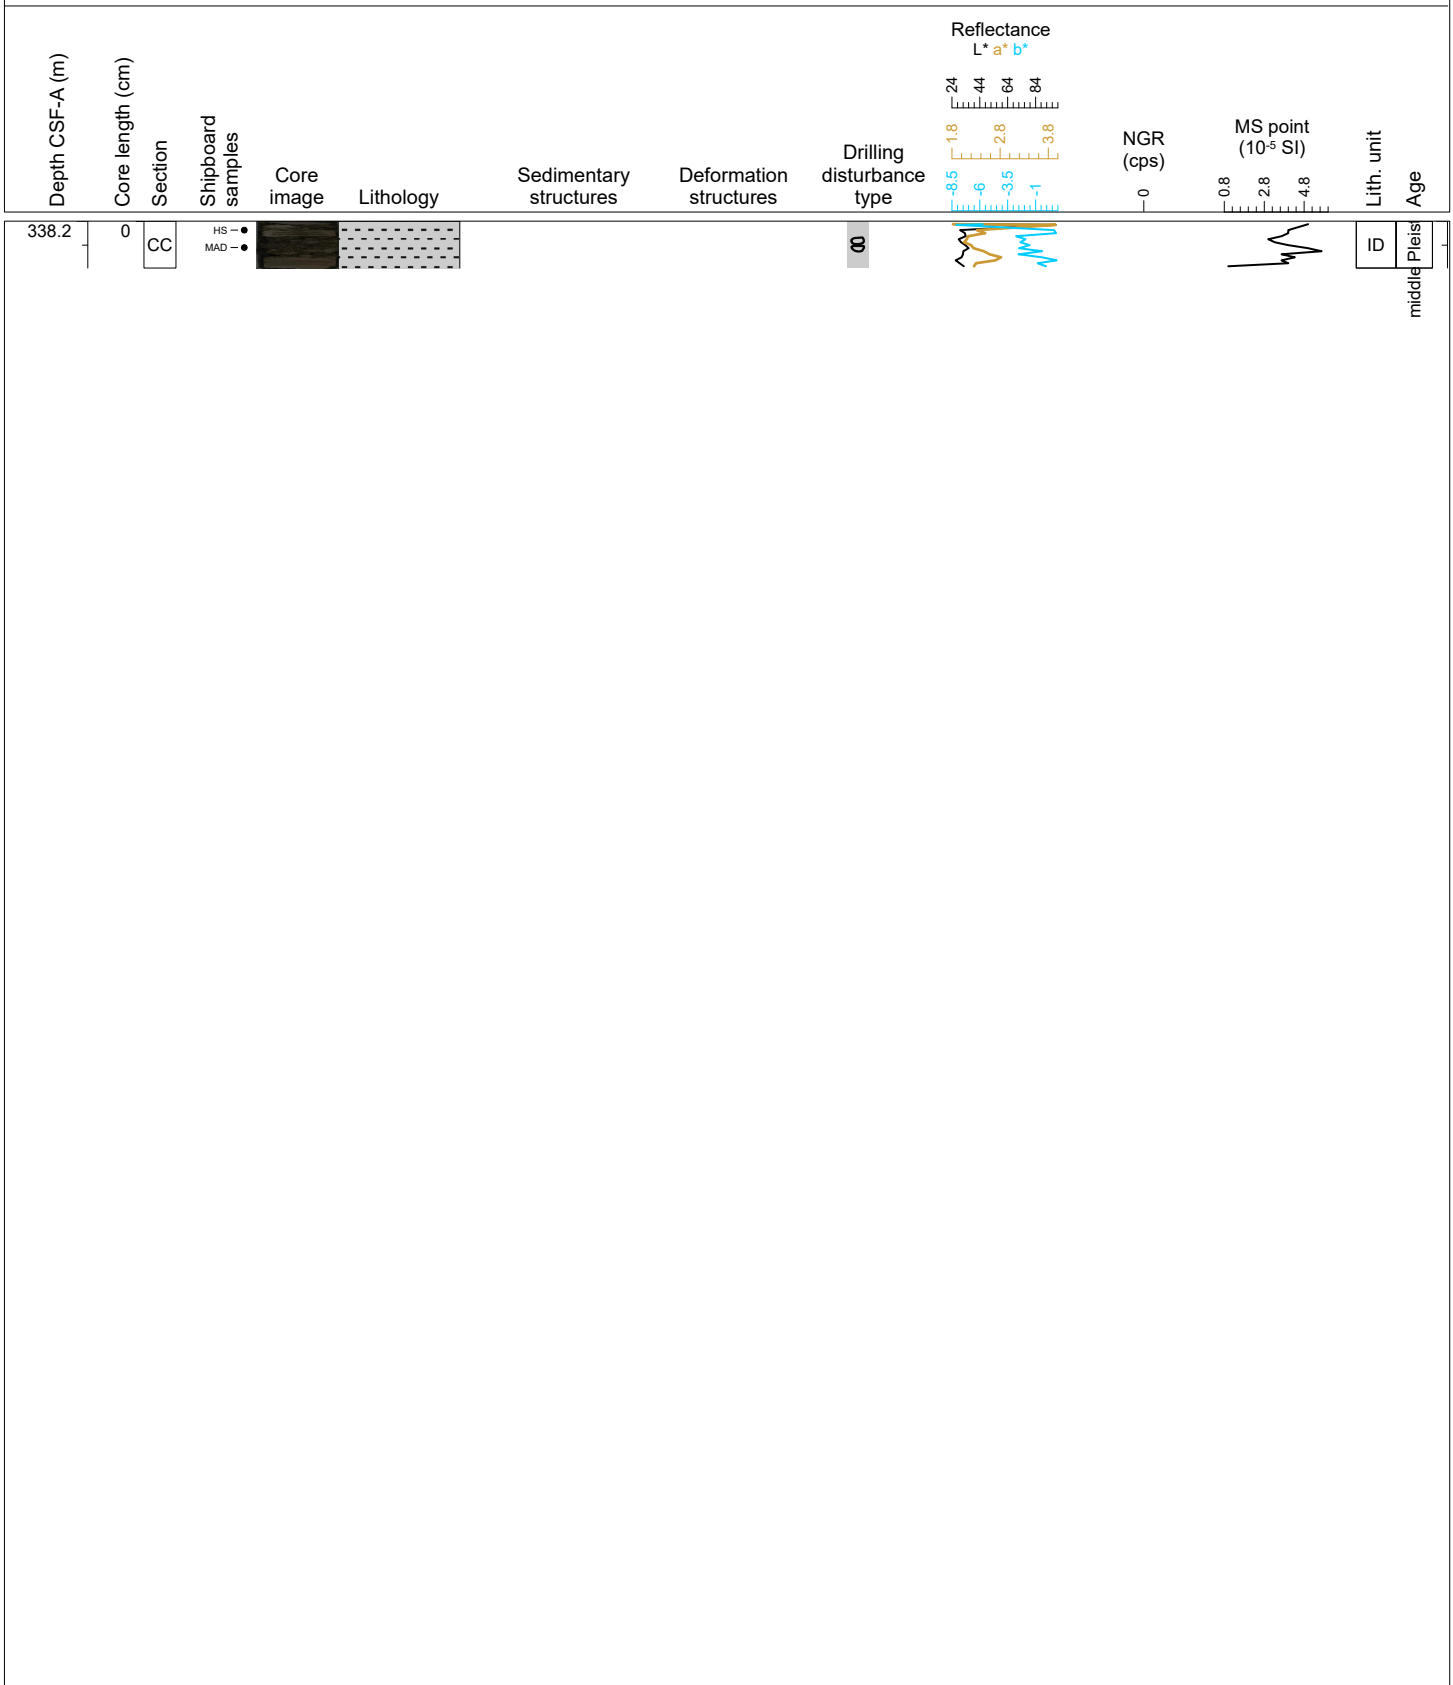 Reflectance
L* a* b*
24 44 64 84
1.8 2.8 3.8
-8.5 -6 -3.5 -1
Depth CSF-A (m)
Core length (cm)
Section
Shipboard
samples
Core
image
Lithology
Sedimentary
structures
Deformation
structures
Drilling
disturbance
type
NGR
(cps)
0
MS point
(10⁻⁵ SI)
0.8 2.8 4.8
Lith. unit
Age
338.2
0
CC
HS
MAD
ID
middle Pleist